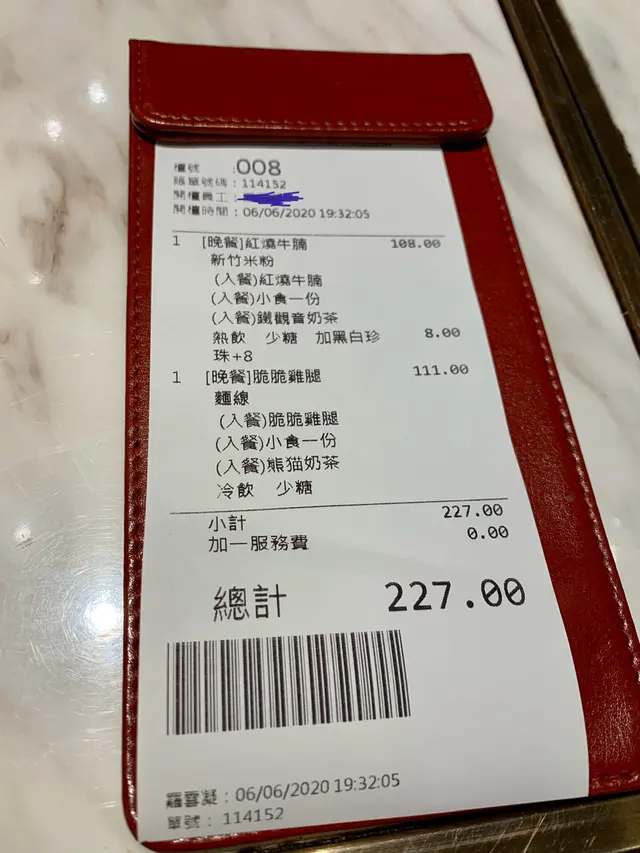 檯號 :008
賬單號碼 : 114152
開檯員工 :
開檯時間 : 06/06/2020 19:32:05
1 [晚餐]紅燒牛腩 108.00
新竹米粉
(入餐)紅燒牛腩
(入餐)小食一份
(入餐)鐵觀音奶茶
熱飲 少糖 加黑白珍 8.00
珠+8
1 [晚餐]脆脆雞腿 111.00
麵線
(入餐)脆脆雞腿
(入餐)小食一份
(入餐)熊猫奶茶
冷飲 少糖
小計 227.00
加一服務費 0.00
總計 227.00
羅雲凝 : 06/06/2020 19:32:05
單號 : 114152